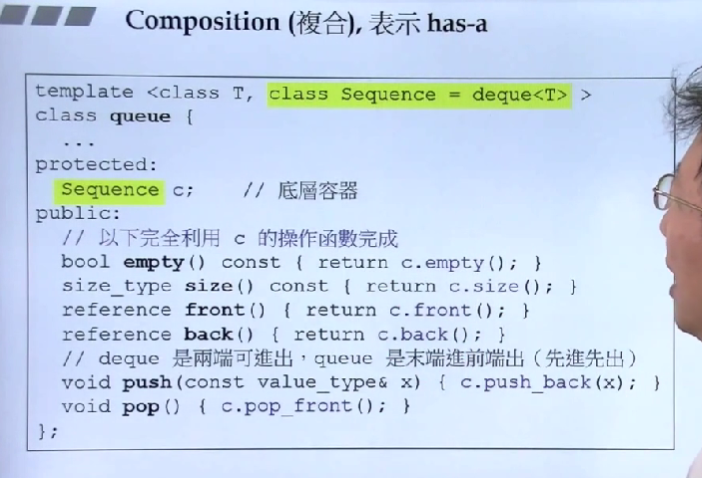 Composition (複合), 表示 has-a
template <class T, class Sequence = deque<T> >
class queue {
...
protected:
Sequence c; // 底層容器
public:
// 以下完全利用 c 的操作函數完成
bool empty() const { return c.empty(); }
size_type size() const { return c.size(); }
reference front() { return c.front(); }
reference back() { return c.back(); }
// deque 是兩端可進出，queue 是末端進前端出（先進先出）
void push(const value_type& x) { c.push_back(x); }
void pop() { c.pop_front(); }
};